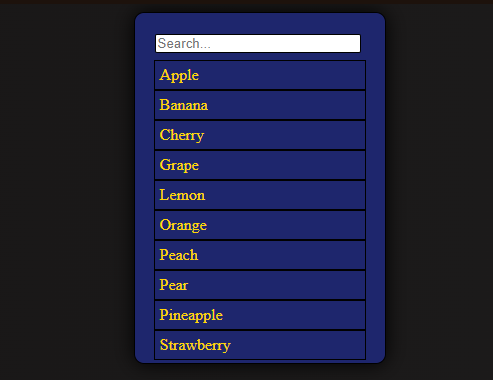 Search...
Apple
Banana
Cherry
Grape
Lemon
Orange
Peach
Pear
Pineapple
Strawberry